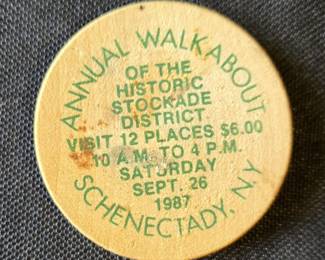 ANNUAL WALKABOUT
OF THE
HISTORIC
STOCKADE
DISTRICT
VISIT 12 PLACES $6.00
10 A.M. TO 4 P.M.
SATURDAY
SEPT. 26
1987
SCHENECTADY, N.Y